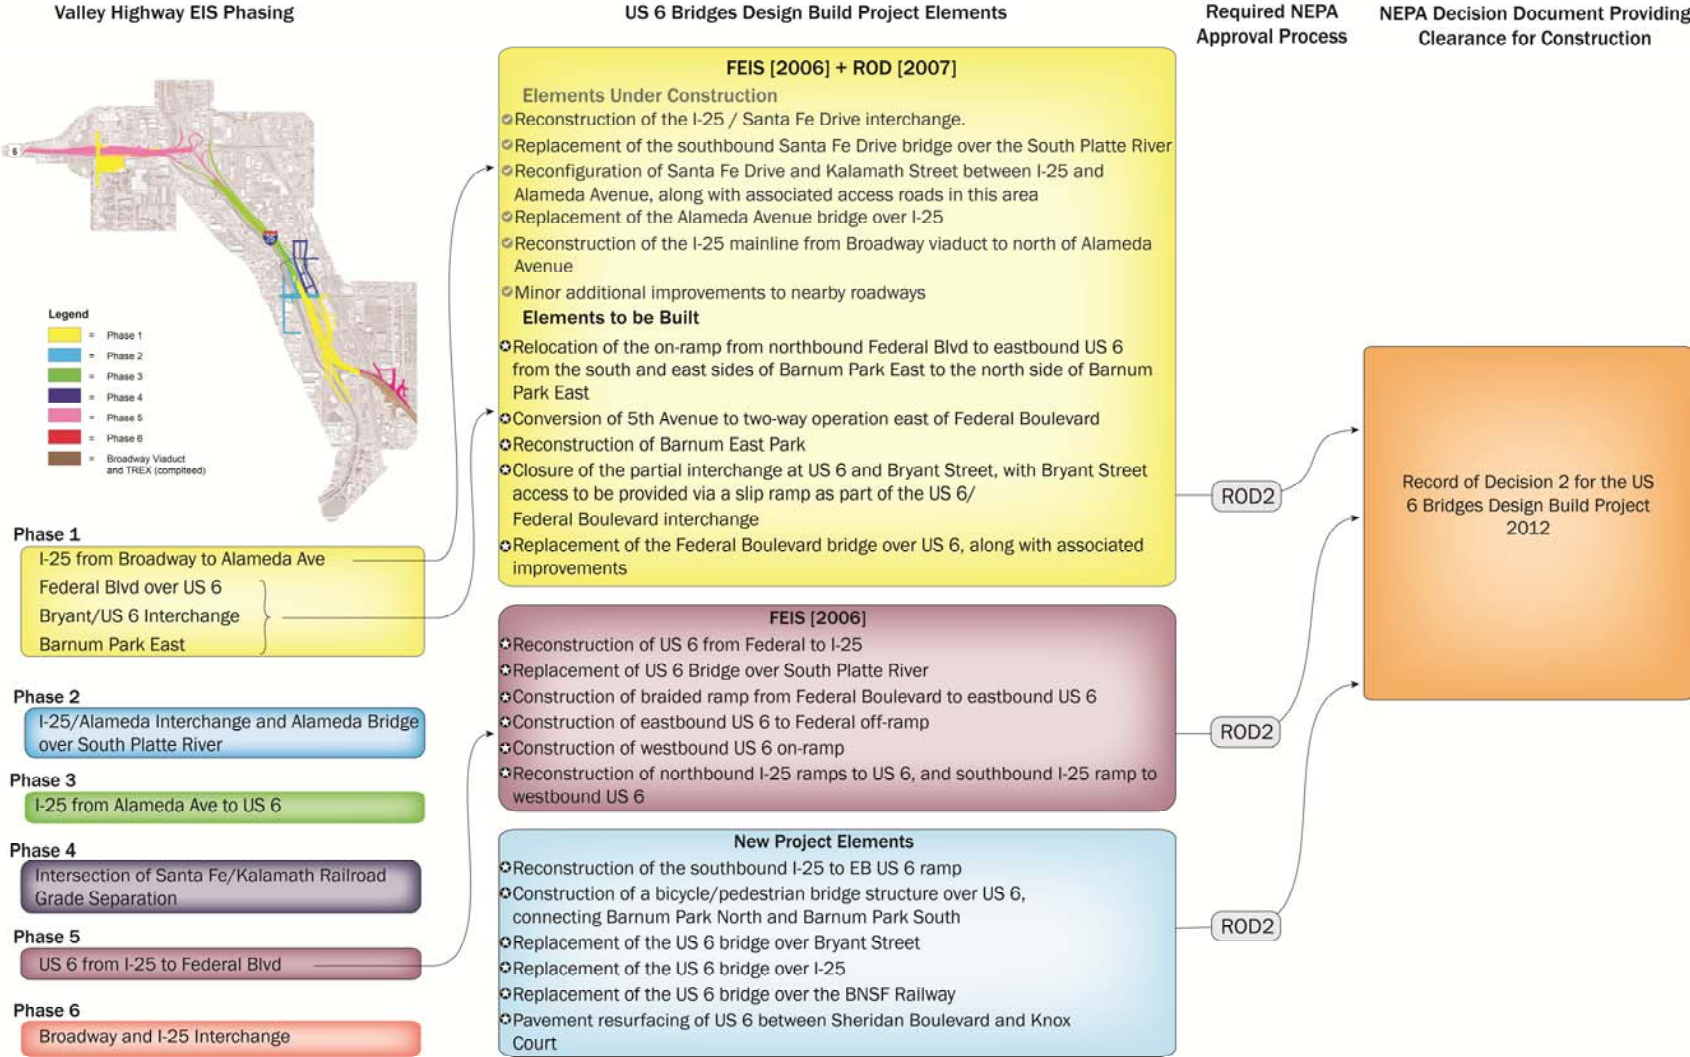 Valley Highway EIS Phasing
US 6 Bridges Design Build Project Elements
Required NEPA
Approval Process
NEPA Decision Document Providing
Clearance for Construction
6
25
Legend
= Phase 1
= Phase 2
= Phase 3
= Phase 4
= Phase 5
= Phase 6
= Broadway Viaduct
and TREX (complteed)
Phase 1
I-25 from Broadway to Alameda Ave
Federal Blvd over US 6
Bryant/US 6 Interchange
Barnum Park East
Phase 2
I-25/Alameda Interchange and Alameda Bridge
over South Platte River
Phase 3
I-25 from Alameda Ave to US 6
Phase 4
Intersection of Santa Fe/Kalamath Railroad
Grade Separation
Phase 5
US 6 from I-25 to Federal Blvd
Phase 6
Broadway and I-25 Interchange
FEIS [2006] + ROD [2007]
Elements Under Construction
Reconstruction of the I-25 / Santa Fe Drive interchange.
Replacement of the southbound Santa Fe Drive bridge over the South Platte River
Reconfiguration of Santa Fe Drive and Kalamath Street between I-25 and
Alameda Avenue, along with associated access roads in this area
Replacement of the Alameda Avenue bridge over I-25
Reconstruction of the I-25 mainline from Broadway viaduct to north of Alameda
Avenue
Minor additional improvements to nearby roadways
Elements to be Built
Relocation of the on-ramp from northbound Federal Blvd to eastbound US 6
from the south and east sides of Barnum Park East to the north side of Barnum
Park East
Conversion of 5th Avenue to two-way operation east of Federal Boulevard
Reconstruction of Barnum East Park
Closure of the partial interchange at US 6 and Bryant Street, with Bryant Street
access to be provided via a slip ramp as part of the US 6/
Federal Boulevard interchange
Replacement of the Federal Boulevard bridge over US 6, along with associated
improvements
FEIS [2006]
Reconstruction of US 6 from Federal to I-25
Replacement of US 6 Bridge over South Platte River
Construction of braided ramp from Federal Boulevard to eastbound US 6
Construction of eastbound US 6 to Federal off-ramp
Construction of westbound US 6 on-ramp
Reconstruction of northbound I-25 ramps to US 6, and southbound I-25 ramp to
westbound US 6
New Project Elements
Reconstruction of the southbound I-25 to EB US 6 ramp
Construction of a bicycle/pedestrian bridge structure over US 6,
connecting Barnum Park North and Barnum Park South
Replacement of the US 6 bridge over Bryant Street
Replacement of the US 6 bridge over I-25
Replacement of the US 6 bridge over the BNSF Railway
Pavement resurfacing of US 6 between Sheridan Boulevard and Knox
Court
ROD2
ROD2
ROD2
Record of Decision 2 for the US
6 Bridges Design Build Project
2012